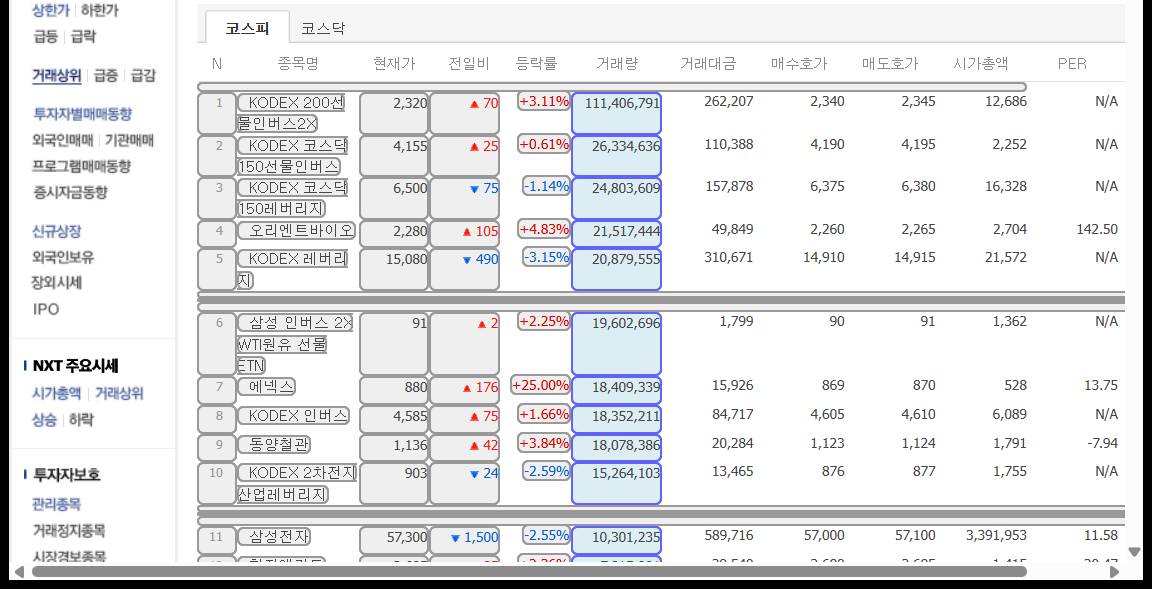 상한가 | 하한가
급등 | 급락
거래상위 | 급증 | 급감
투자자별매매동향
외국인매매 | 기관매매
프로그램매매동향
증시자금동향
신규상장
외국인보유
장외시세
IPO
NXT 주요시세
시가총액 | 거래상위
상승 | 하락
투자자보호
관리종목
거래정지종목
시장경보종목
코스피 코스닥
N 종목명 현재가 전일비 등락률 거래량 거래대금 매수호가 매도호가 시가총액 PER
1 KODEX 200선 2,320 ▲ 70 +3.11% 111,406,791 262,207 2,340 2,345 12,686 N/A
물인버스2X
2 KODEX 코스닥 4,155 ▲ 25 +0.61% 26,334,636 110,388 4,190 4,195 2,252 N/A
150선물인버스
3 KODEX 코스닥 6,500 ▼ 75 -1.14% 24,803,609 157,878 6,375 6,380 16,328 N/A
150레버리지
4 오리엔트바이오 2,280 ▲ 105 +4.83% 21,517,444 49,849 2,260 2,265 2,704 142.50
5 KODEX 레버리 15,080 ▼ 490 -3.15% 20,879,555 310,671 14,910 14,915 21,572 N/A
지
6 삼성 인버스 2X 91 ▲ 2 +2.25% 19,602,696 1,799 90 91 1,362 N/A
WTI원유 선물
ETN
7 에넥스 880 ▲ 176 +25.00% 18,409,339 15,926 869 870 528 13.75
8 KODEX 인버스 4,585 ▲ 75 +1.66% 18,352,211 84,717 4,605 4,610 6,089 N/A
9 동양철관 1,136 ▲ 42 +3.84% 18,078,386 20,284 1,123 1,124 1,791 -7.94
10 KODEX 2차전지 903 ▼ 24 -2.59% 15,264,103 13,465 876 877 1,755 N/A
산업레버리지
11 삼성전자 57,300 ▼ 1,500 -2.55% 10,301,235 589,716 57,000 57,100 3,391,953 11.58